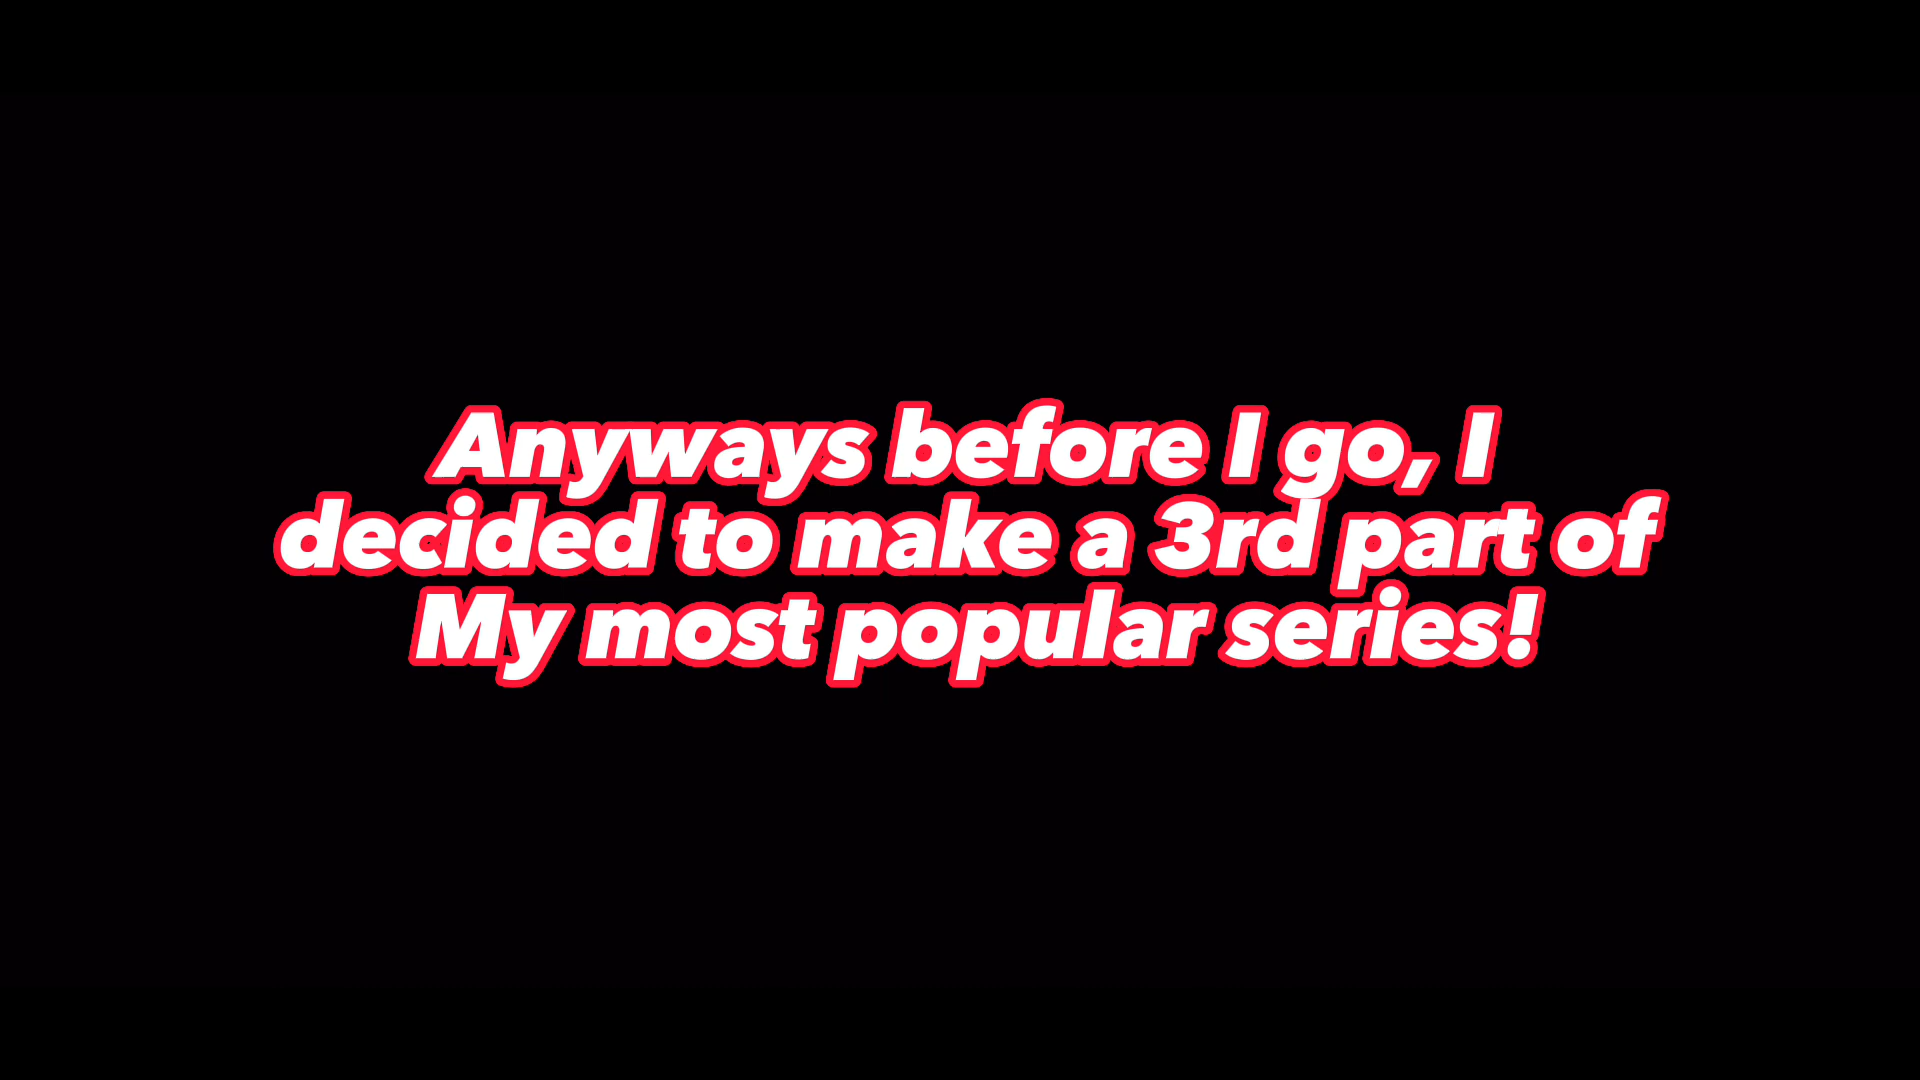 Anyways before I go, I
decided to make a 3rd part of
My most popular series!